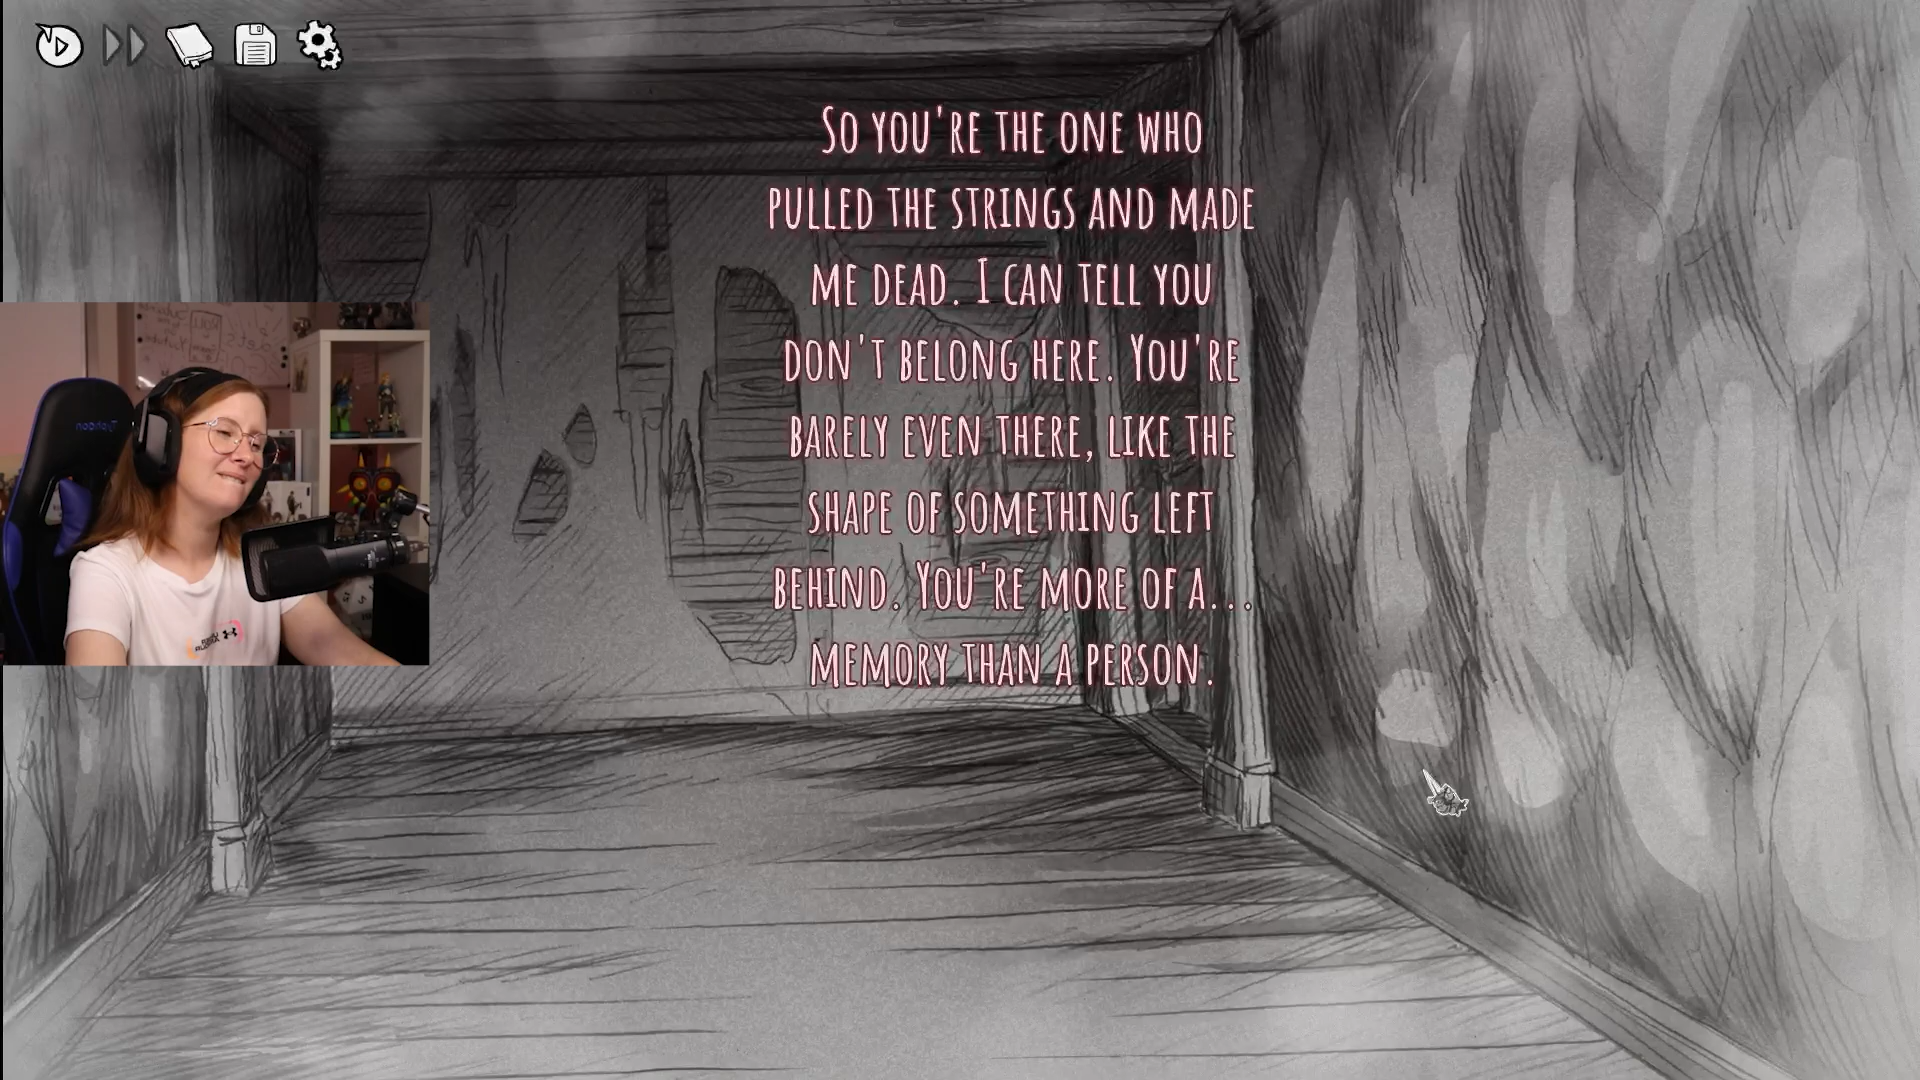 So you're the one who
pulled the strings and made
me dead. I can tell you
don't belong here. You're
barely even there, like the
shape of something left
behind. You're more of a...
memory than a person.